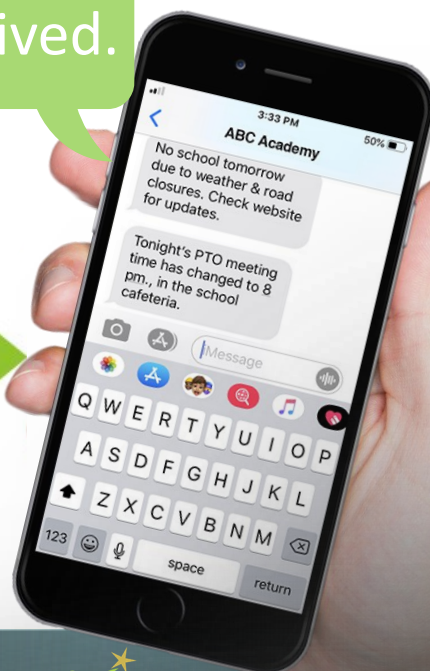 ived.
3:33 PM
50%
ABC Academy
No school tomorrow
due to weather & road
closures. Check website
for updates.
Tonight's PTO meeting
time has changed to 8
pm., in the school
cafeteria.
iMessage
Q W E R T Y U I O P
A S D F G H J K L
Z X C V B N M
123
space
return